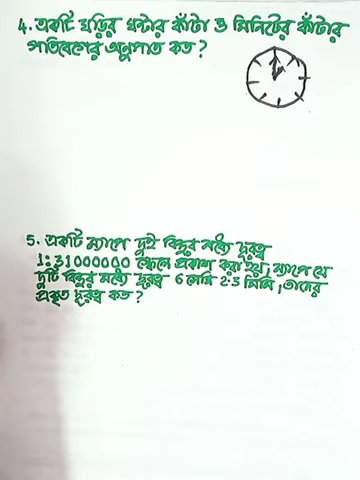 4. একটি ঘড়ির ঘন্টার কাঁটা ও মিনিটের কাঁটার
গতিবেগের অনুপাত কত?
5. একটি ম্যাপে দুই বিন্দুর মধ্যে দূরত্ব
1:31000000 স্কেলে প্রকাশ করা হয়, ম্যাপে যে
দুটি বিন্দুর মধ্যে দূরত্ব 6 সেমি 2.3 মিমি, তাদের
প্রকৃত দূরত্ব কত?